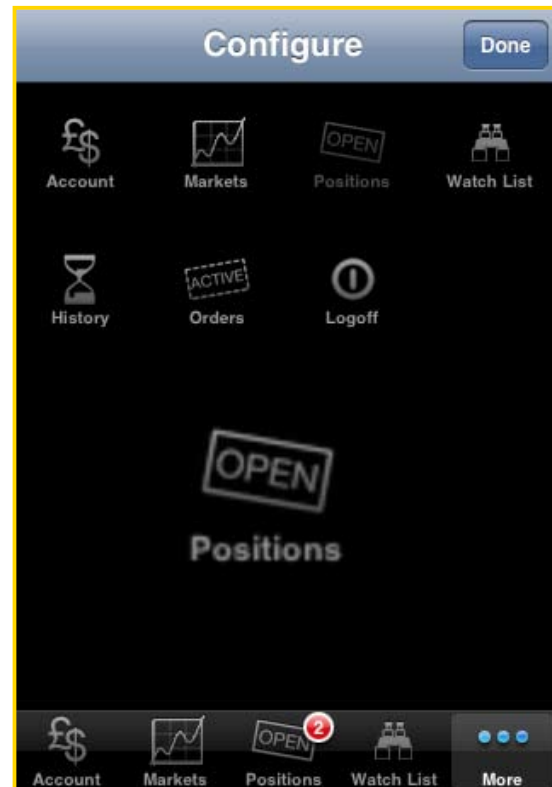 Configure Done
£$ OPEN
Account Markets Positions Watch List
ACTIVE
History Orders Logoff
OPEN
Positions
£$ OPEN 2
Account Markets Positions Watch List More